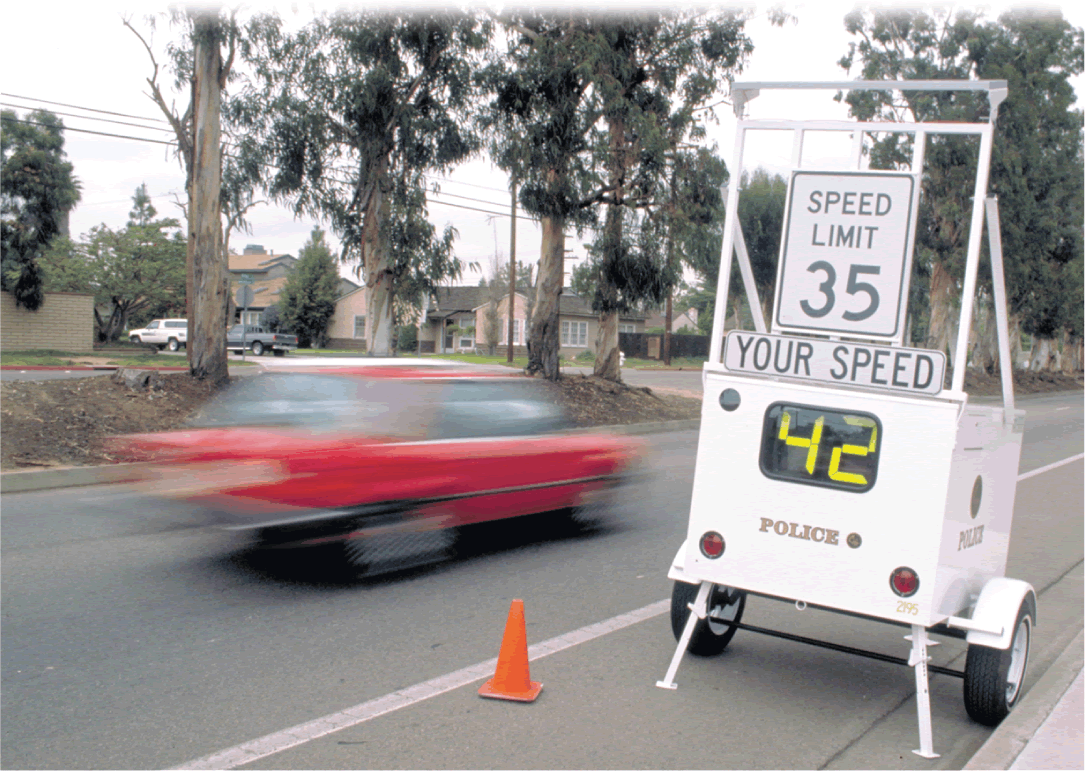 SPEED
LIMIT
35
YOUR SPEED
42
POLICE
POLICE
2195